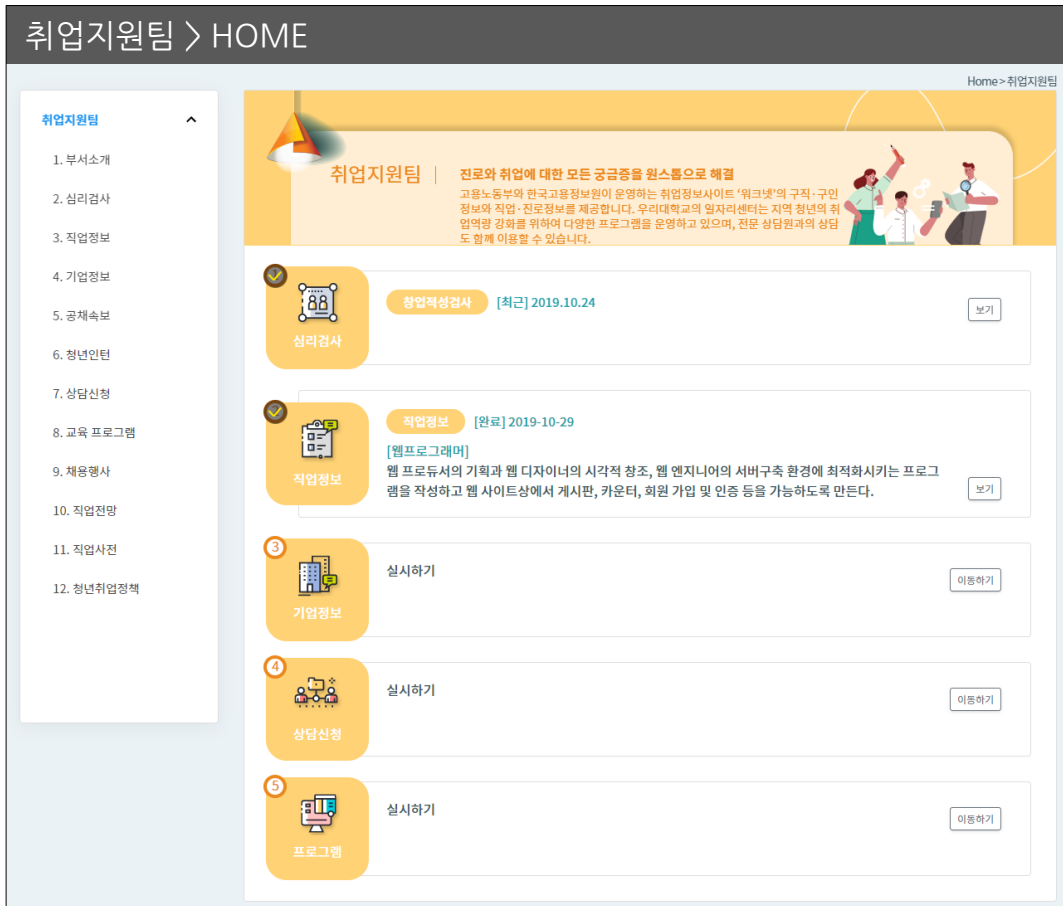 취업지원팀 > HOME
Home > 취업지원팀
취업지원팀
1. 부서소개
2. 심리검사
3. 직업정보
4. 기업정보
5. 공채속보
6. 청년인턴
7. 상담신청
8. 교육 프로그램
9. 채용행사
10. 직업전망
11. 직업사전
12. 청년취업정책
취업지원팀
진로와 취업에 대한 모든 궁금증을 원스톱으로 해결
고용노동부와 한국고용정보원이 운영하는 취업정보사이트 '워크넷'의 구직·구인
정보와 직업·진로정보를 제공합니다. 우리대학교의 일자리센터는 지역 청년의 취
업역량 강화를 위하여 다양한 프로그램을 운영하고 있으며, 전문 상담원과의 상담
도 함께 이용할 수 있습니다.
심리검사
창업적성검사 [최근] 2019.10.24
보기
직업정보
직업정보 [완료] 2019-10-29
[웹프로그래머]
웹 프로듀서의 기획과 웹 디자이너의 시각적 창조, 웹 엔지니어의 서버구축 환경에 최적화시키는 프로그
램을 작성하고 웹 사이트상에서 게시판, 카운터, 회원 가입 및 인증 등을 가능하도록 만든다.
보기
3
기업정보
실시하기
이동하기
4
상담신청
실시하기
이동하기
5
프로그램
실시하기
이동하기